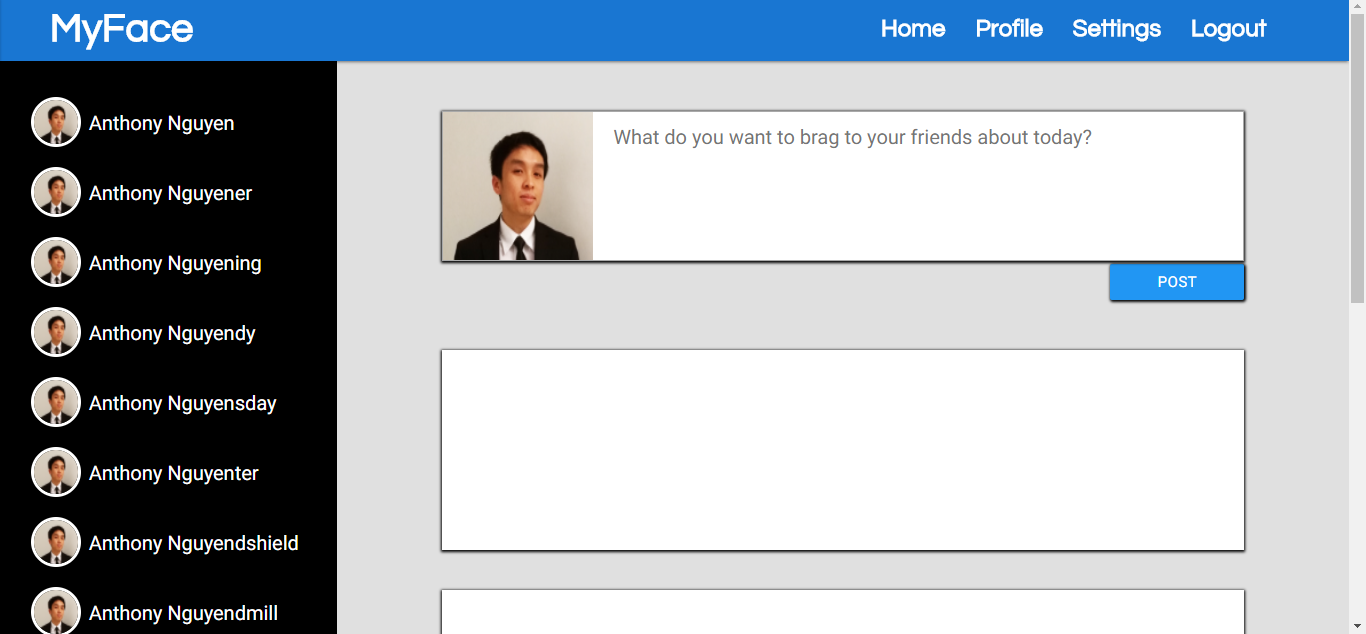 MyFace
Home Profile Settings Logout
Anthony Nguyen
Anthony Nguyener
Anthony Nguyening
Anthony Nguyendy
Anthony Nguyensday
Anthony Nguyenter
Anthony Nguyendshield
Anthony Nguyendmill
What do you want to brag to your friends about today?
POST